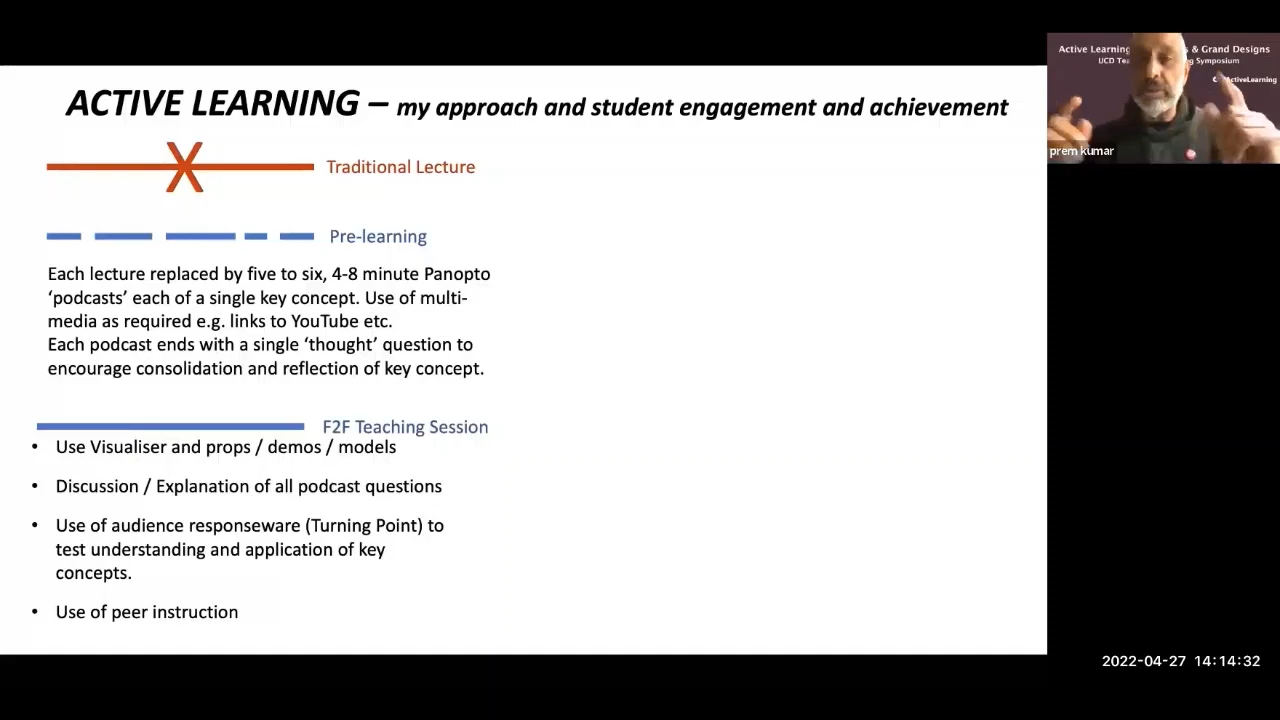 ACTIVE LEARNING – my approach and student engagement and achievement
X
Traditional Lecture
Pre-learning
Each lecture replaced by five to six, 4-8 minute Panopto
‘podcasts’ each of a single key concept. Use of multi-
media as required e.g. links to YouTube etc.
Each podcast ends with a single ‘thought’ question to
encourage consolidation and reflection of key concept.
F2F Teaching Session
• Use Visualiser and props / demos / models
• Discussion / Explanation of all podcast questions
• Use of audience responseware (Turning Point) to
test understanding and application of key
concepts.
• Use of peer instruction
Active Learning & Grand Designs
UCD Symposium
ActiveLearning
prem kumar
2022-04-27 14:14:32